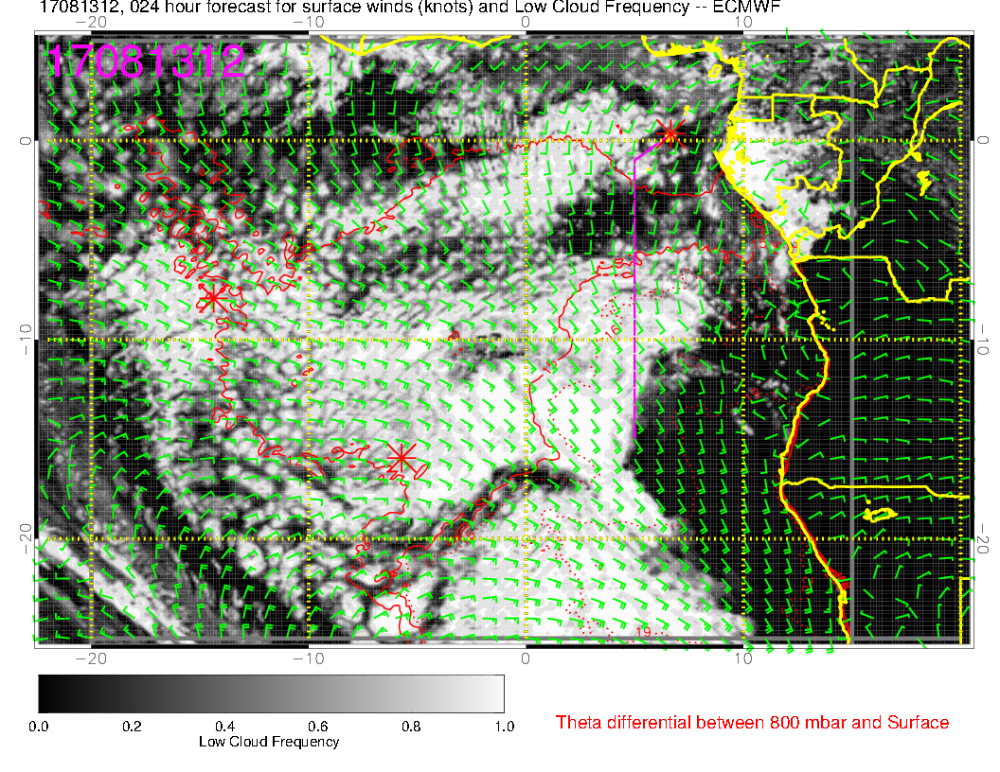 17081312, 024 hour forecast for surface winds (knots) and Low Cloud Frequency -- ECMWF
−20 −10 0 10
17081312
0 0
−10 −10
−20 −20
19
−20 −10 0 10
0.0 0.2 0.4 0.6 0.8 1.0
Low Cloud Frequency
Theta differential between 800 mbar and Surface